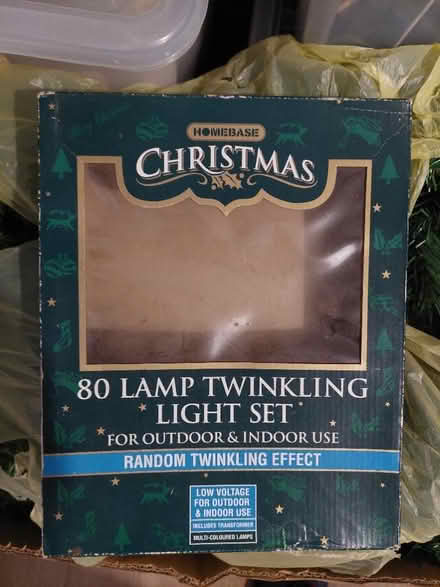 HOMEBASE
CHRISTMAS
80 LAMP TWINKLING
LIGHT SET
FOR OUTDOOR & INDOOR USE
RANDOM TWINKLING EFFECT
LOW VOLTAGE
FOR OUTDOOR
& INDOOR USE
INCLUDES TRANSFORMER
MULTI-COLOURED LAMPS